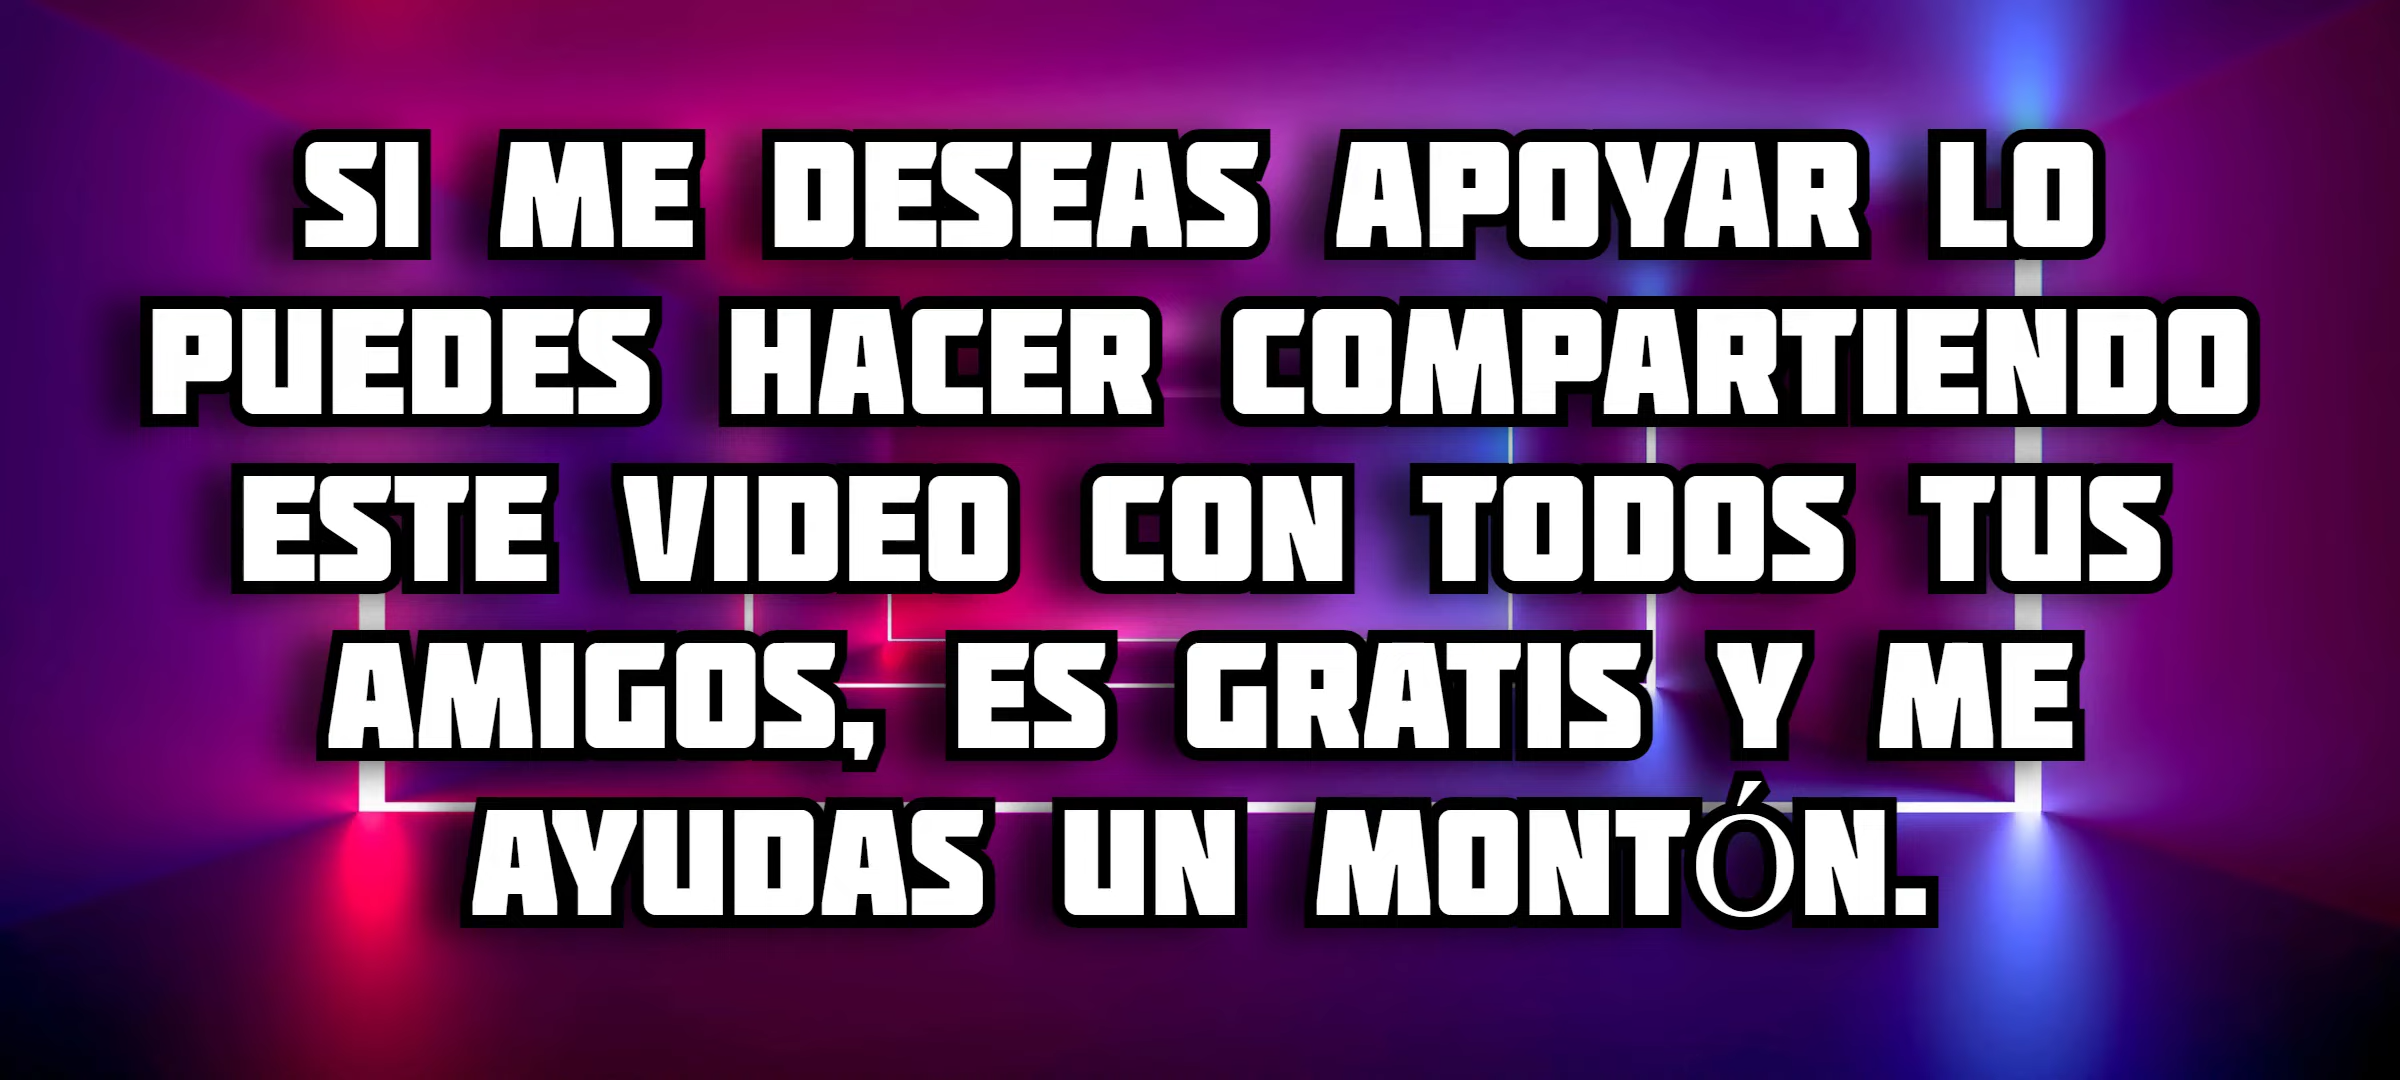 SI ME DESEAS APOYAR LO
PUEDES HACER COMPARTIENDO
ESTE VIDEO CON TODOS TUS
AMIGOS, ES GRATIS Y ME
AYUDAS UN MONTÓN.